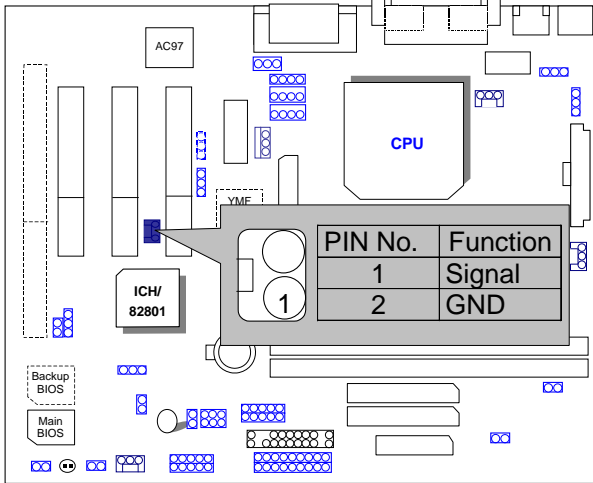 AC97
CPU
YMF
PIN No. Function
1 Signal
2 GND
1
ICH/
82801
Backup
BIOS
Main
BIOS